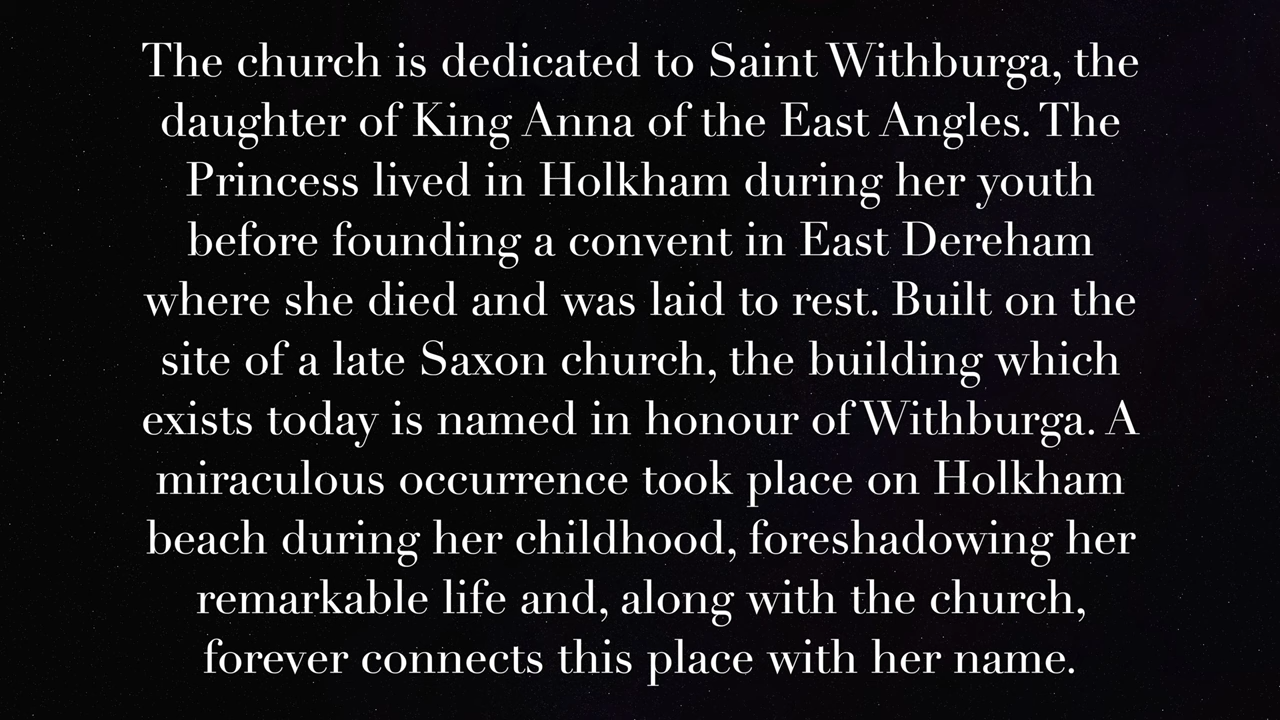 The church is dedicated to Saint Withburga, the
daughter of King Anna of the East Angles. The
Princess lived in Holkham during her youth
before founding a convent in East Dereham
where she died and was laid to rest. Built on the
site of a late Saxon church, the building which
exists today is named in honour of Withburga. A
miraculous occurrence took place on Holkham
beach during her childhood, foreshadowing her
remarkable life and, along with the church,
forever connects this place with her name.